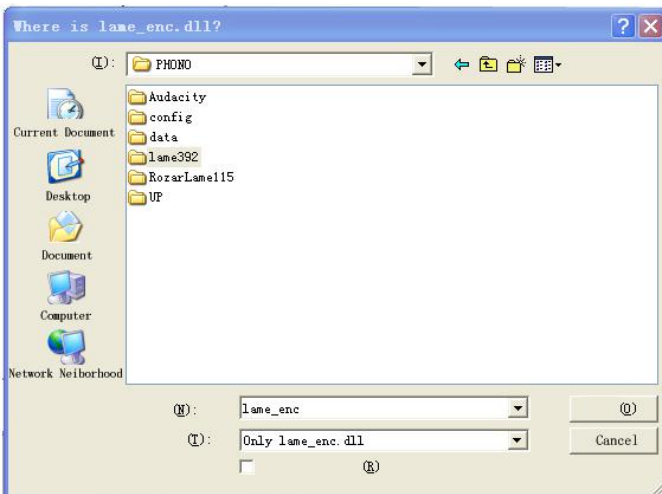 Where is lame_enc.dll?
(I): PHONO
Audacity
config
data
lame392
RozarLame115
UP
Current Document
Desktop
Document
Computer
Network Neiborhood
(N): lame_enc (O)
(T): Only lame_enc.dll Cancel
(R)